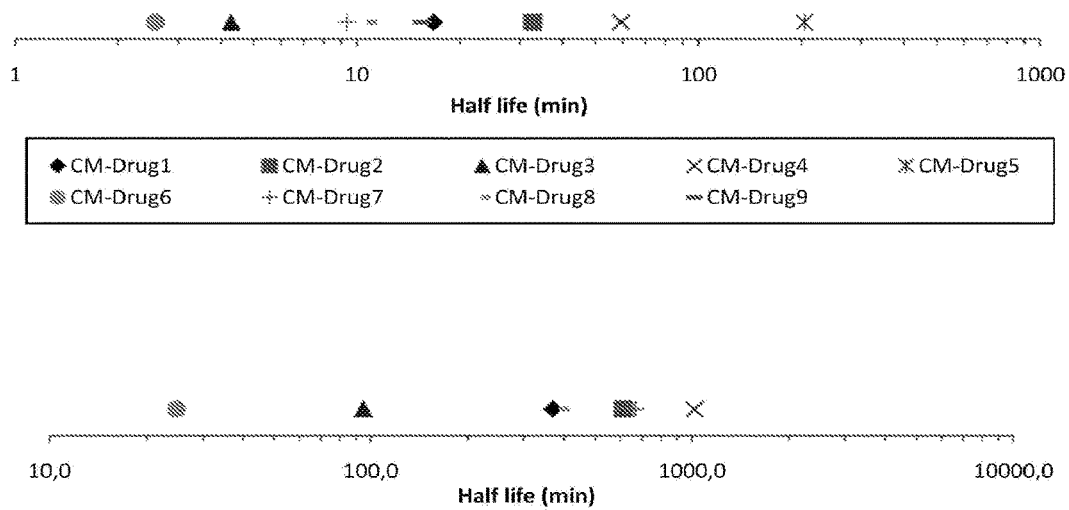 1 10 100 1000
Half life (min)
CM-Drug1 CM-Drug2 CM-Drug3 CM-Drug4 CM-Drug5
CM-Drug6 CM-Drug7 CM-Drug8 CM-Drug9
10,0 100,0 1000,0 10000,0
Half life (min)